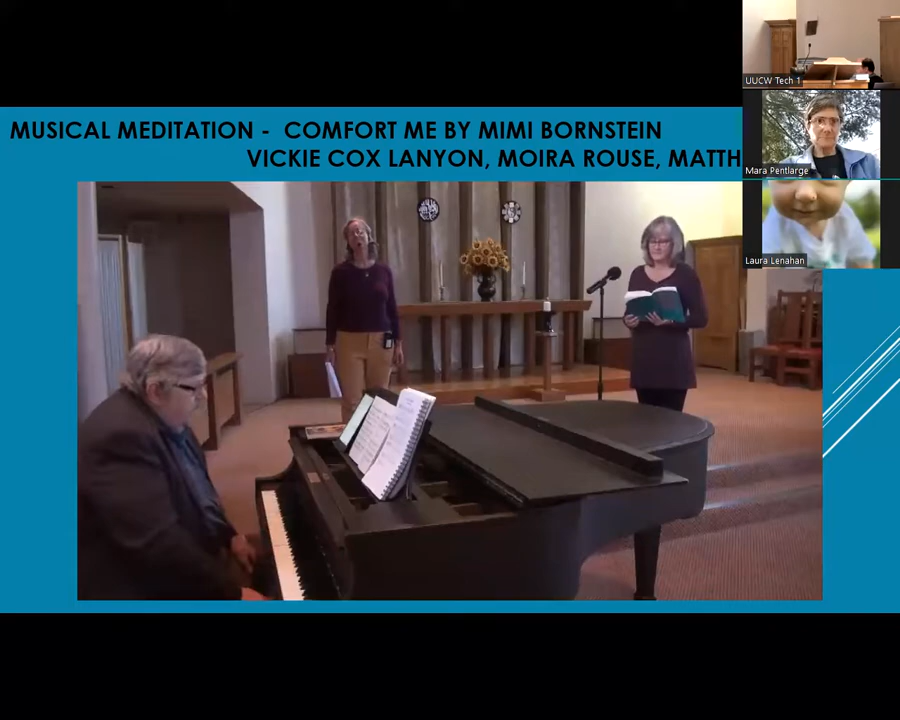 MUSICAL MEDITATION - COMFORT ME BY MIMI BORNSTEIN
VICKIE COX LANYON, MOIRA ROUSE, MATTH
UUCW Tech 1
Mara Pentlarge
Laura Lenahan